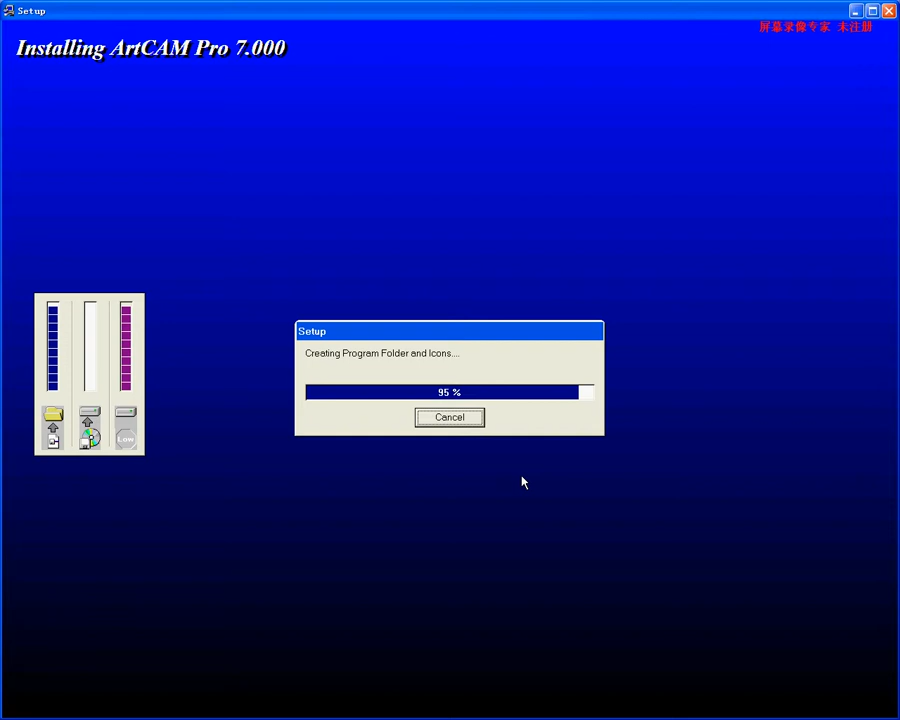 Setup
屏幕录像专家 未注册
Installing ArtCAM Pro 7.000
Setup
Creating Program Folder and Icons....
95 %
Cancel
Low